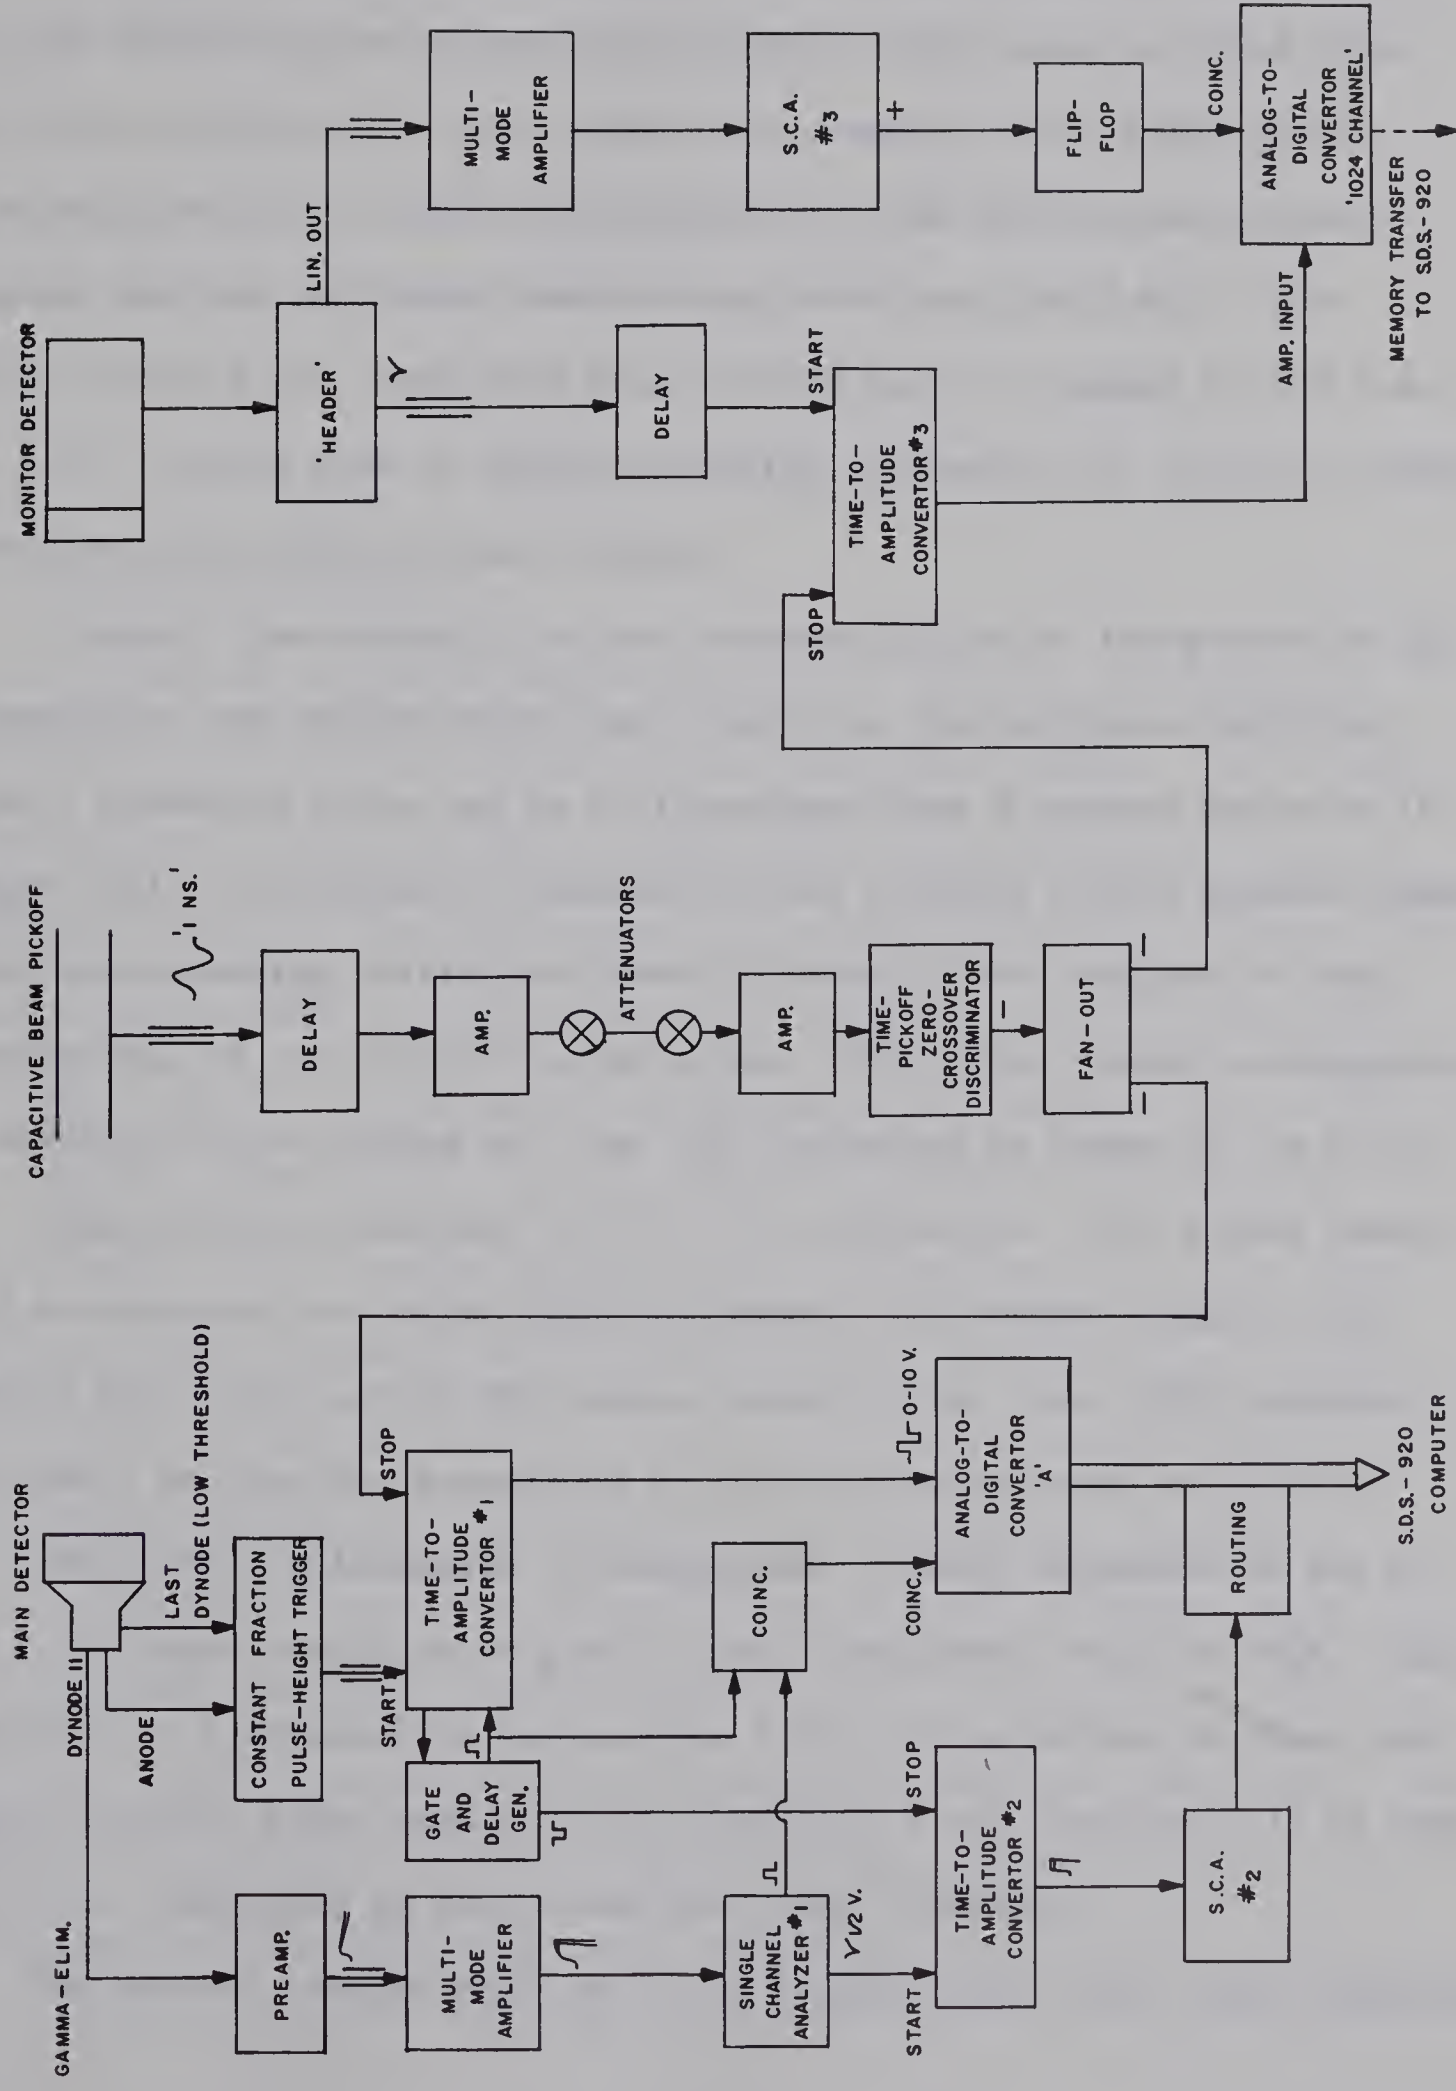 GAMMA-ELIM.
PREAMP.
MULTI-
MODE
AMPLIFIER
SINGLE
CHANNEL
ANALYZER #1
1/2 V.
START
STOP
TIME-TO-
AMPLITUDE
CONVERTOR #2
S.C.A.
#2
ROUTING
MAIN DETECTOR
DYNODE 11
ANODE
LAST
DYNODE (LOW THRESHOLD)
CONSTANT FRACTION
PULSE-HEIGHT TRIGGER
START
STOP
TIME-TO-
AMPLITUDE
CONVERTOR #1
GATE
AND
DELAY
GEN.
COINC.
COINC.
0-10 V.
ANALOG-TO-
DIGITAL
CONVERTOR
'A'
S.D.S.-920
COMPUTER
CAPACITIVE BEAM PICKOFF
'1 NS.'
DELAY
AMP.
ATTENUATORS
AMP.
TIME-
PICKOFF
ZERO-
CROSSOVER
DISCRIMINATOR
–
FAN-OUT
–
–
MONITOR DETECTOR
'HEADER'
LIN. OUT
DELAY
STOP
START
TIME-TO-
AMPLITUDE
CONVERTOR #3
MULTI-
MODE
AMPLIFIER
S.C.A.
#3
+
FLIP-
FLOP
COINC.
AMP. INPUT
ANALOG-TO-
DIGITAL
CONVERTOR
'1024 CHANNEL'
MEMORY TRANSFER
TO S.D.S.-920